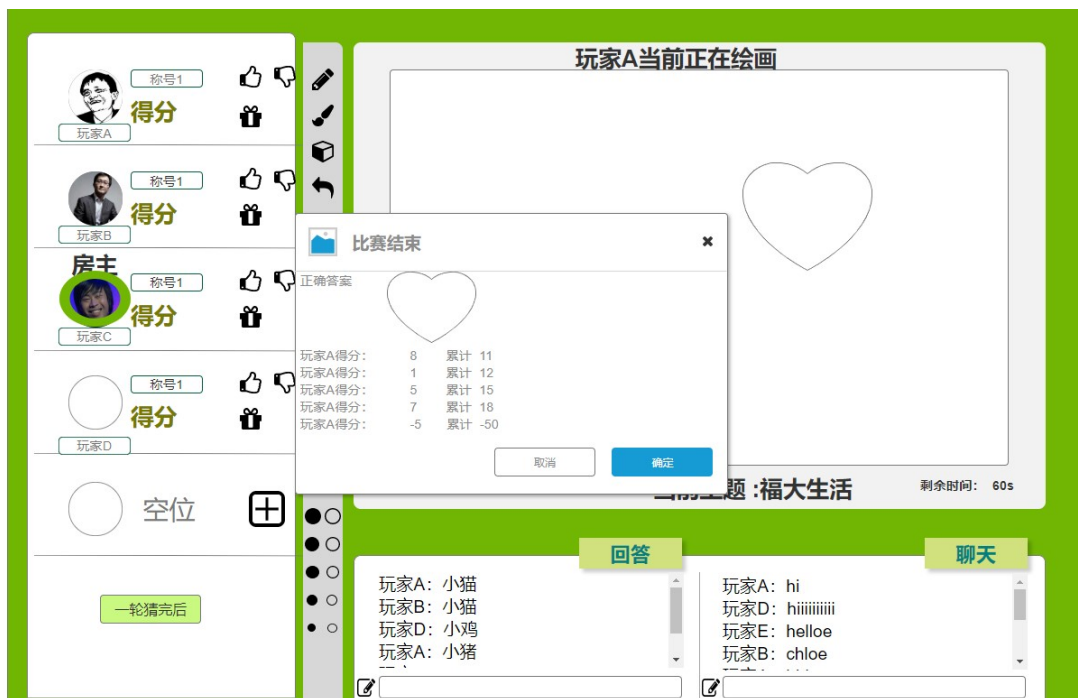 称号1
得分
玩家A
称号1
得分
玩家B
房主
称号1
得分
玩家C
称号1
得分
玩家D
空位
一轮猜完后
玩家A当前正在绘画
比赛结束
正确答案
玩家A得分： 8 累计 11
玩家A得分： 1 累计 12
玩家A得分： 5 累计 15
玩家A得分： 7 累计 18
玩家A得分： -5 累计 -50
取消 确定
当前主题 :福大生活
剩余时间： 60s
回答
玩家A：小猫
玩家B：小猫
玩家D：小鸡
玩家A：小猪
聊天
玩家A：hi
玩家D：hiiiiiiiiii
玩家E：helloe
玩家B：chloe